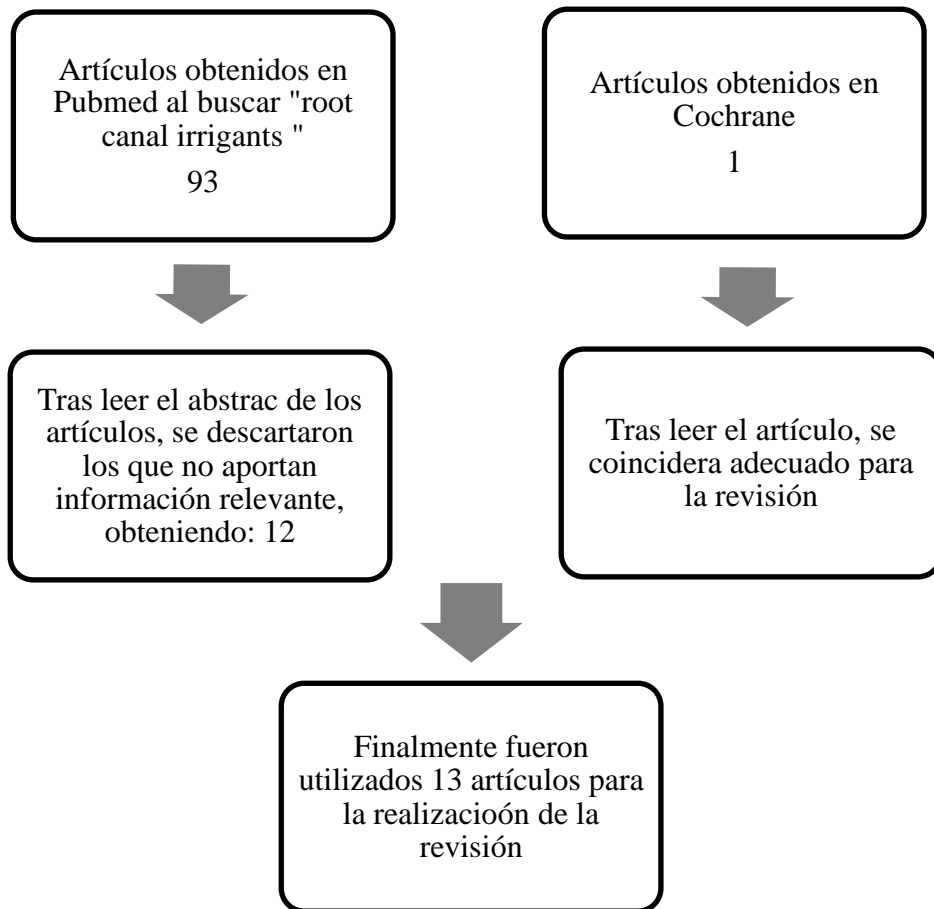 Artículos obtenidos en
Pubmed al buscar "root
canal irrigants "
93
Artículos obtenidos en
Cochrane
1
Tras leer el abstrac de los
artículos, se descartaron
los que no aportan
información relevante,
obteniendo: 12
Tras leer el artículo, se
coincidera adecuado para
la revisión
Finalmente fueron
utilizados 13 artículos para
la realizacioón de la
revisión